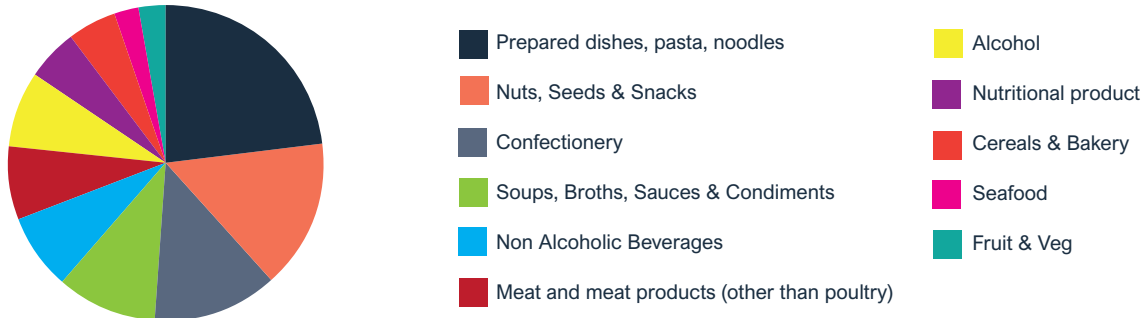 Prepared dishes, pasta, noodles
Nuts, Seeds & Snacks
Confectionery
Soups, Broths, Sauces & Condiments
Non Alcoholic Beverages
Meat and meat products (other than poultry)
Alcohol
Nutritional product
Cereals & Bakery
Seafood
Fruit & Veg